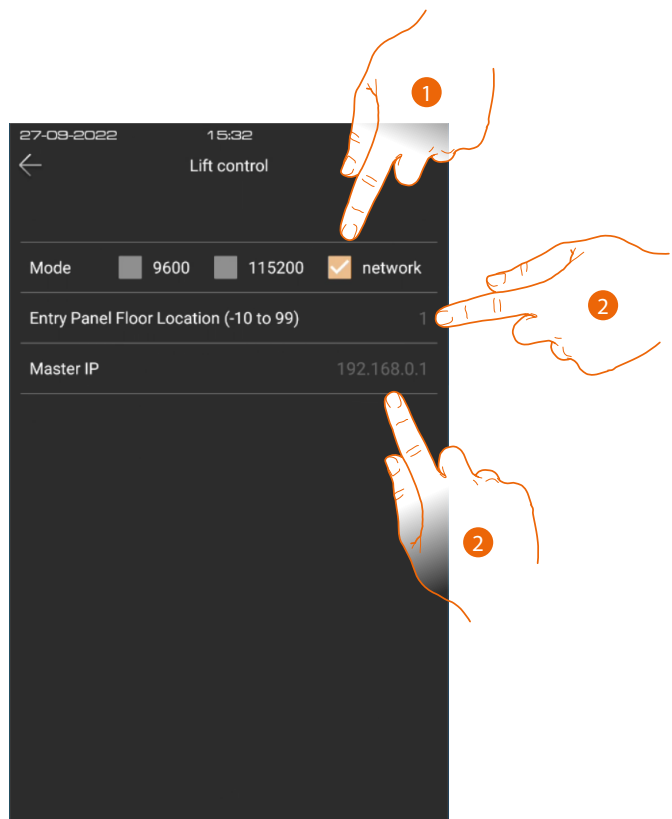 1
27-09-2022 15:32
Lift control
Mode 9600 115200 network
Entry Panel Floor Location (-10 to 99) 1
2
Master IP 192.168.0.1
2